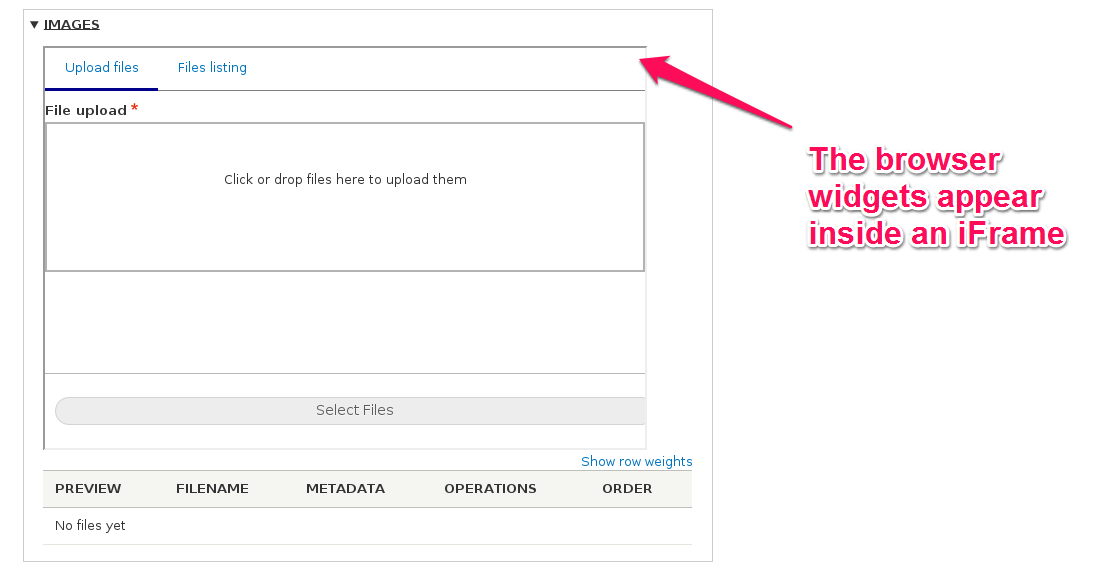 IMAGES
Upload files Files listing
File upload *
Click or drop files here to upload them
The browser
widgets appear
inside an iFrame
Select Files
Show row weights
PREVIEW FILENAME METADATA OPERATIONS ORDER
No files yet